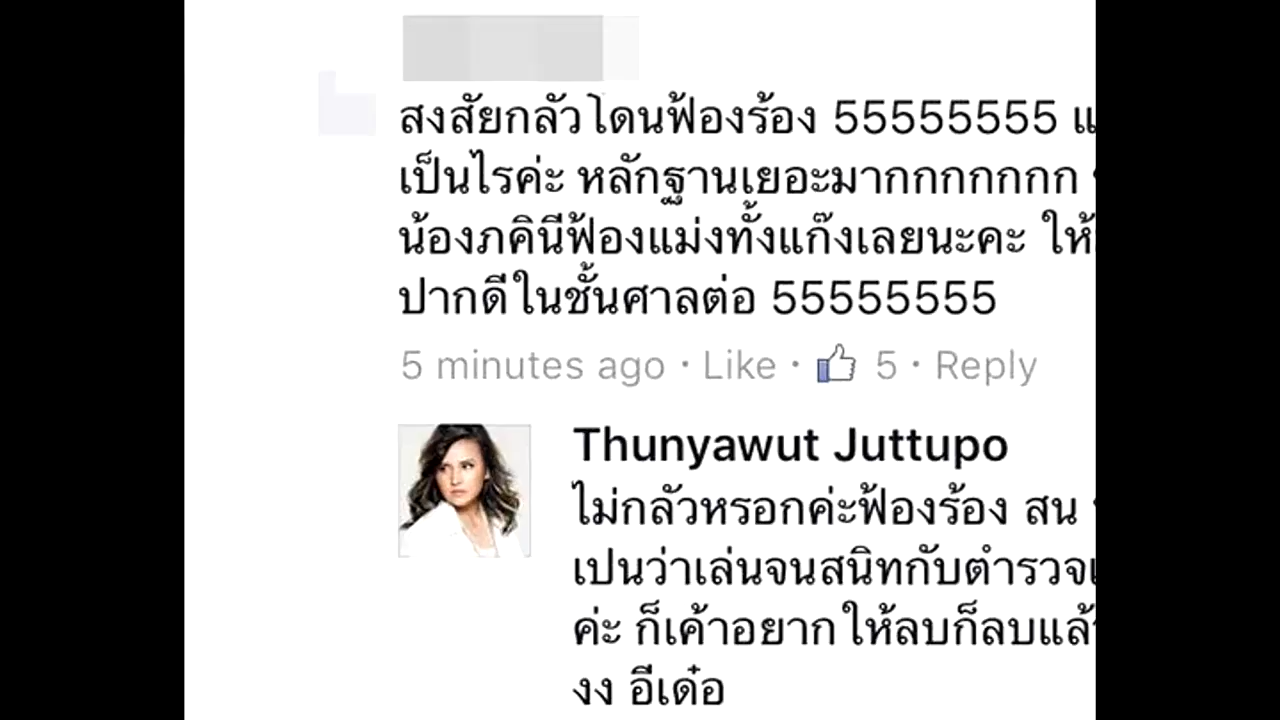 สงสัยกลัวโดนฟ้องร้อง 55555555
เป็นไรค่ะ หลักฐานเยอะมากกกกกกกก
น้องภคินีฟ้องแม่งทั้งแก๊งเลยนะคะ ให้
ปากดีในชั้นศาลต่อ 55555555
5 minutes ago · Like · 5 · Reply
Thunyawut Juttupo
ไม่กลัวหรอกค่ะฟ้องร้อง สน
เปนว่าเล่นจนสนิทกับตำรวจ
ค่ะ ก็เค้าอยากให้ลบก็ลบแล้
งง อีเด๋อ